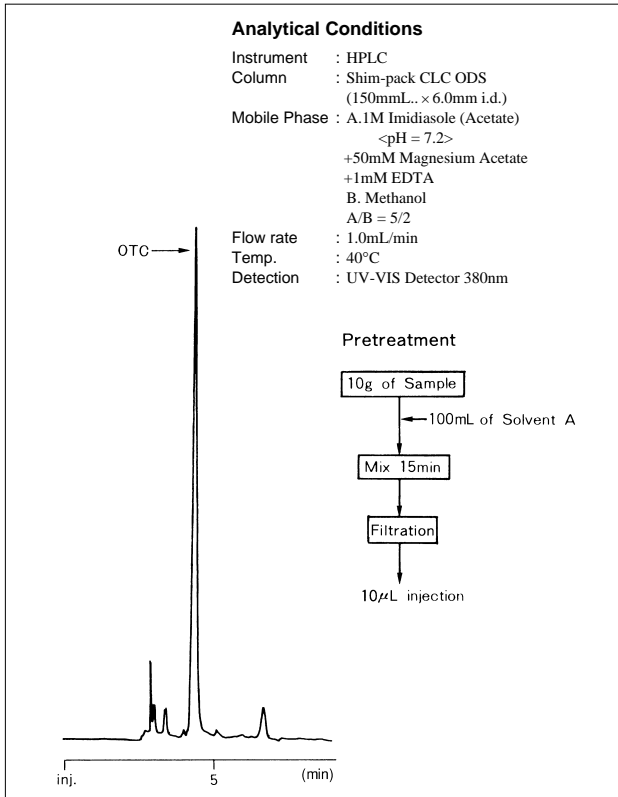 Analytical Conditions
Instrument : HPLC
Column : Shim-pack CLC ODS
(150mmL.. × 6.0mm i.d.)
Mobile Phase : A.1M Imidiasole (Acetate)
<pH = 7.2>
+50mM Magnesium Acetate
+1mM EDTA
B. Methanol
A/B = 5/2
Flow rate : 1.0mL/min
Temp. : 40°C
Detection : UV-VIS Detector 380nm
OTC
Pretreatment
10g of Sample
100mL of Solvent A
Mix 15min
Filtration
10μL injection
inj. 5 (min)